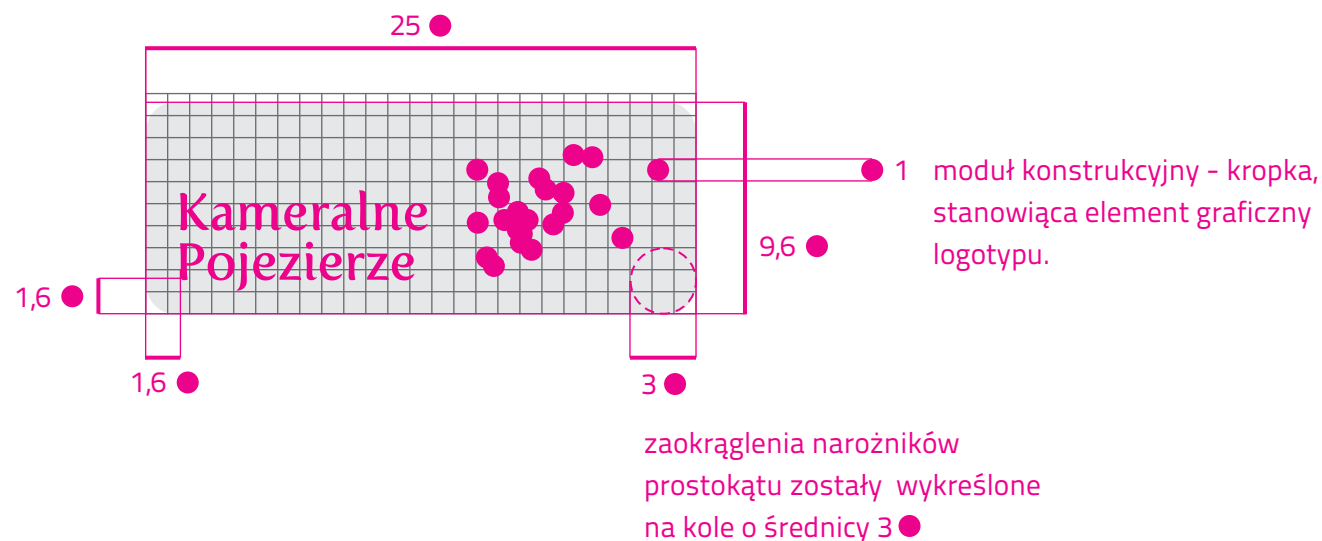 25
Kameralne
Pojezierze
1 moduł konstrukcyjny - kropka,
stanowiąca element graficzny
logotypu.
9,6
1,6
1,6
3
zaokrąglenia narożników
prostokątu zostały wykreślone
na kole o średnicy 3